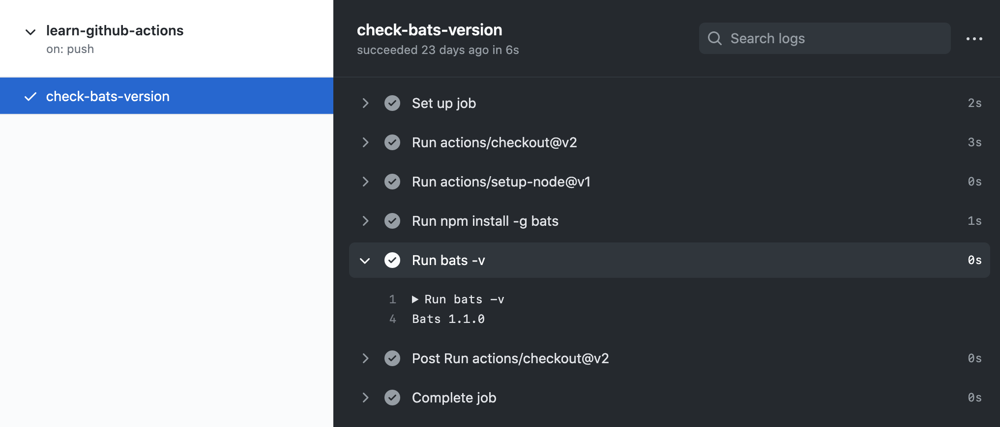 learn-github-actions
on: push
check-bats-version
check-bats-version
succeeded 23 days ago in 6s
Search logs
Set up job 2s
Run actions/checkout@v2 3s
Run actions/setup-node@v1 0s
Run npm install -g bats 1s
Run bats -v 0s
1 Run bats -v
4 Bats 1.1.0
Post Run actions/checkout@v2 0s
Complete job 0s